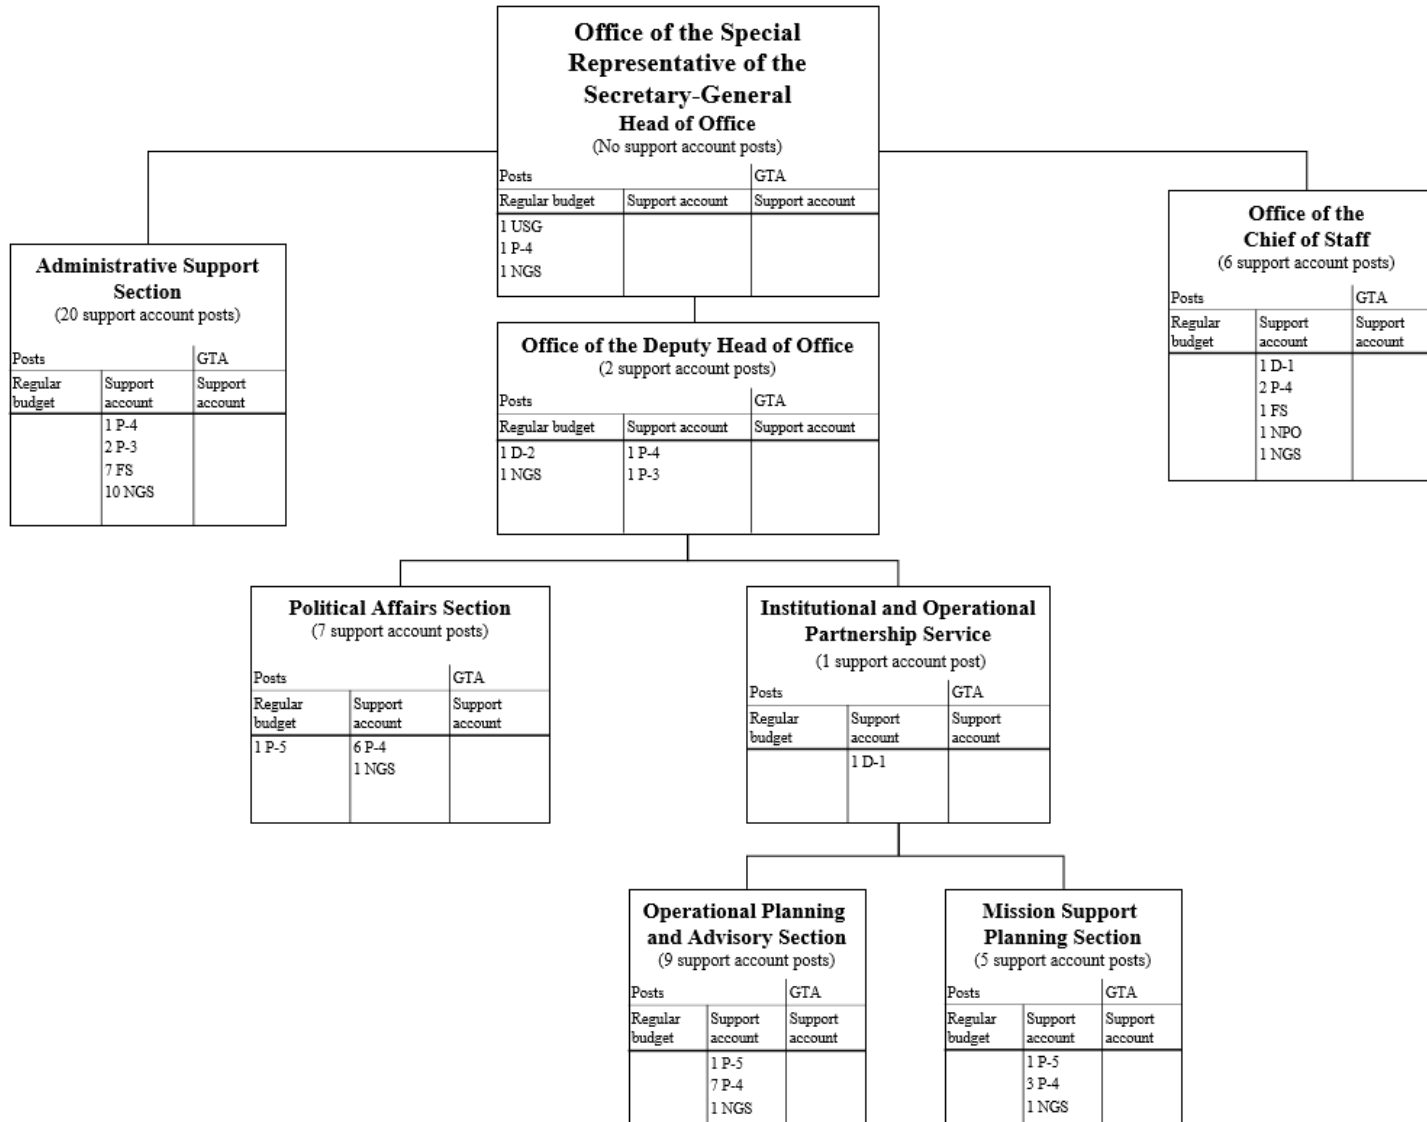 Office of the Special
Representative of the
Secretary-General
Head of Office
(No support account posts)
Posts GTA
Regular budget Support account Support account
1 USG
1 P-4
1 NGS
Administrative Support
Section
(20 support account posts)
Posts GTA
Regular Support Support
budget account account
1 P-4
2 P-3
7 FS
10 NGS
Office of the Deputy Head of Office
(2 support account posts)
Posts GTA
Regular budget Support account Support account
1 D-2 1 P-4
1 NGS 1 P-3
Office of the
Chief of Staff
(6 support account posts)
Posts GTA
Regular Support Support
budget account account
1 D-1
2 P-4
1 FS
1 NPO
1 NGS
Political Affairs Section
(7 support account posts)
Posts GTA
Regular Support Support
budget account account
1 P-5 6 P-4
1 NGS
Institutional and Operational
Partnership Service
(1 support account post)
Posts GTA
Regular Support Support
budget account account
1 D-1
Operational Planning
and Advisory Section
(9 support account posts)
Posts GTA
Regular Support Support
budget account account
1 P-5
7 P-4
1 NGS
Mission Support
Planning Section
(5 support account posts)
Posts GTA
Regular Support Support
budget account account
1 P-5
3 P-4
1 NGS